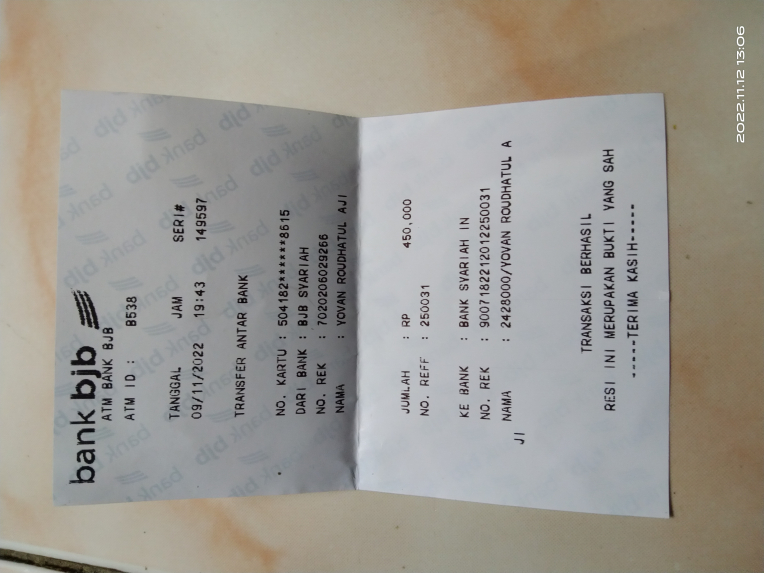 bank bjb
ATM BANK BJB
ATM ID : B538
TANGGAL JAM SERI#
09/11/2022 19:43 149597
TRANSFER ANTAR BANK
NO. KARTU : 504182******8615
DARI BANK : BJB SYARIAH
NO. REK : 7020206029266
NAMA : YOVAN ROUDHATUL AJI
JUMLAH : RP 450,000
NO. REFF : 250031
KE BANK : BANK SYARIAH IN
NO. REK : 9007182212012250031
NAMA : 2428000/YOVAN ROUDHATUL A
JI
TRANSAKSI BERHASIL
RESI INI MERUPAKAN BUKTI YANG SAH
-----TERIMA KASIH-----
2022.11.12 13:06